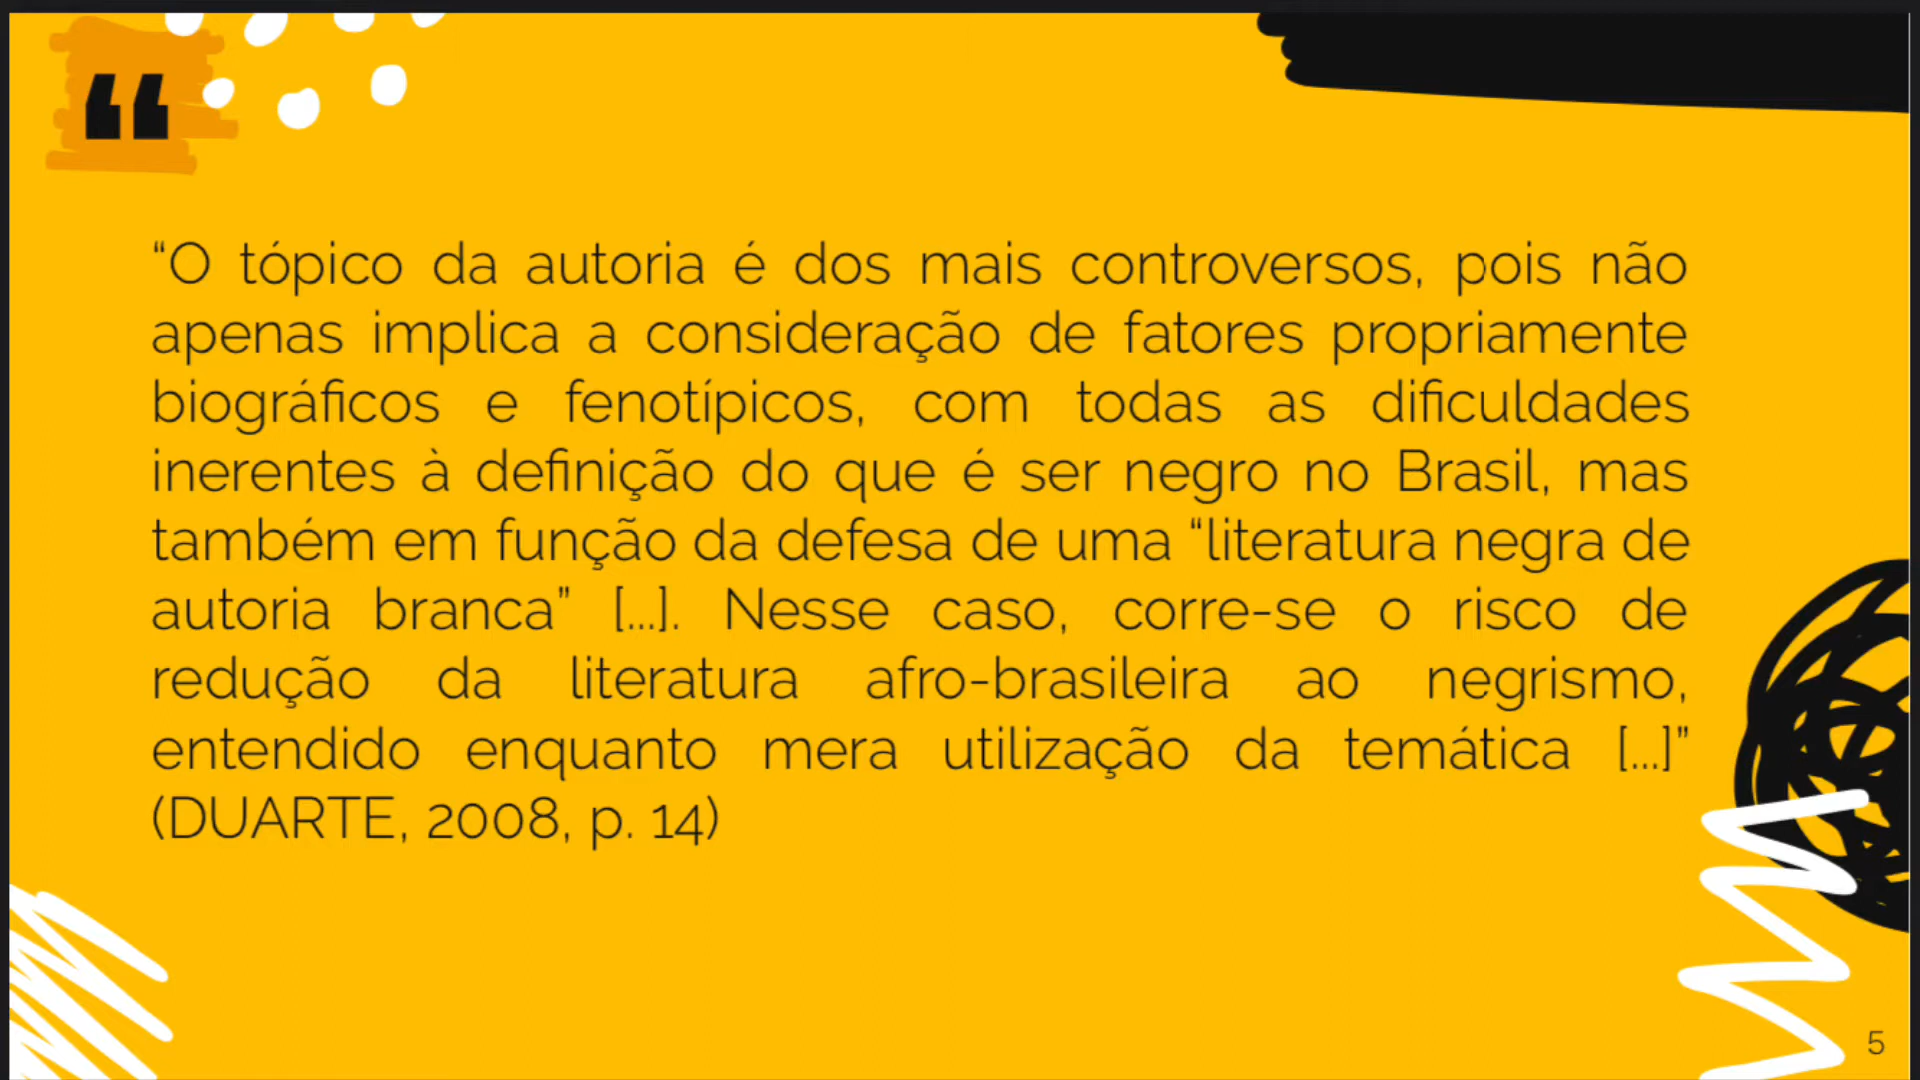 “
“O tópico da autoria é dos mais controversos, pois não
apenas implica a consideração de fatores propriamente
biográficos e fenotípicos, com todas as dificuldades
inerentes à definição do que é ser negro no Brasil, mas
também em função da defesa de uma “literatura negra de
autoria branca” [...]. Nesse caso, corre-se o risco de
redução da literatura afro-brasileira ao negrismo,
entendido enquanto mera utilização da temática [...]”
(DUARTE, 2008, p. 14)
5